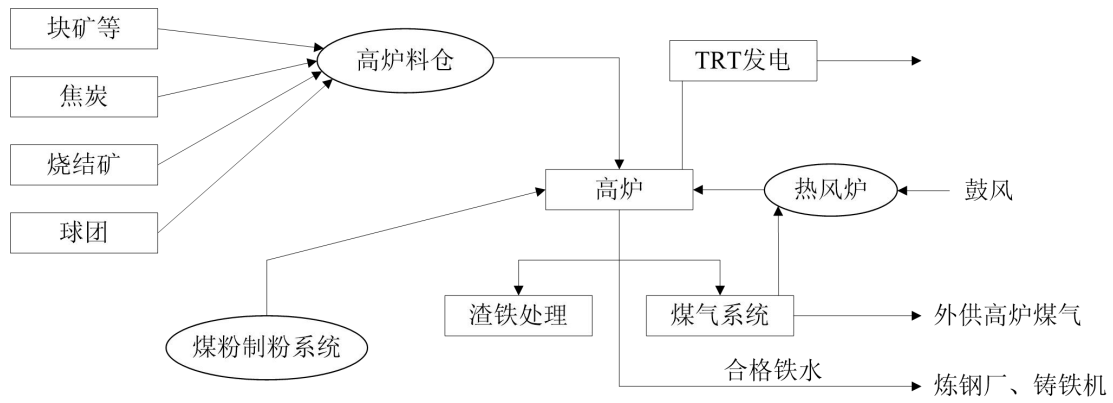 块矿等
高炉料仓
TRT发电
焦炭
烧结矿
高炉
热风炉
鼓风
球团
渣铁处理
煤气系统
外供高炉煤气
煤粉制粉系统
合格铁水
炼钢厂、铸铁机